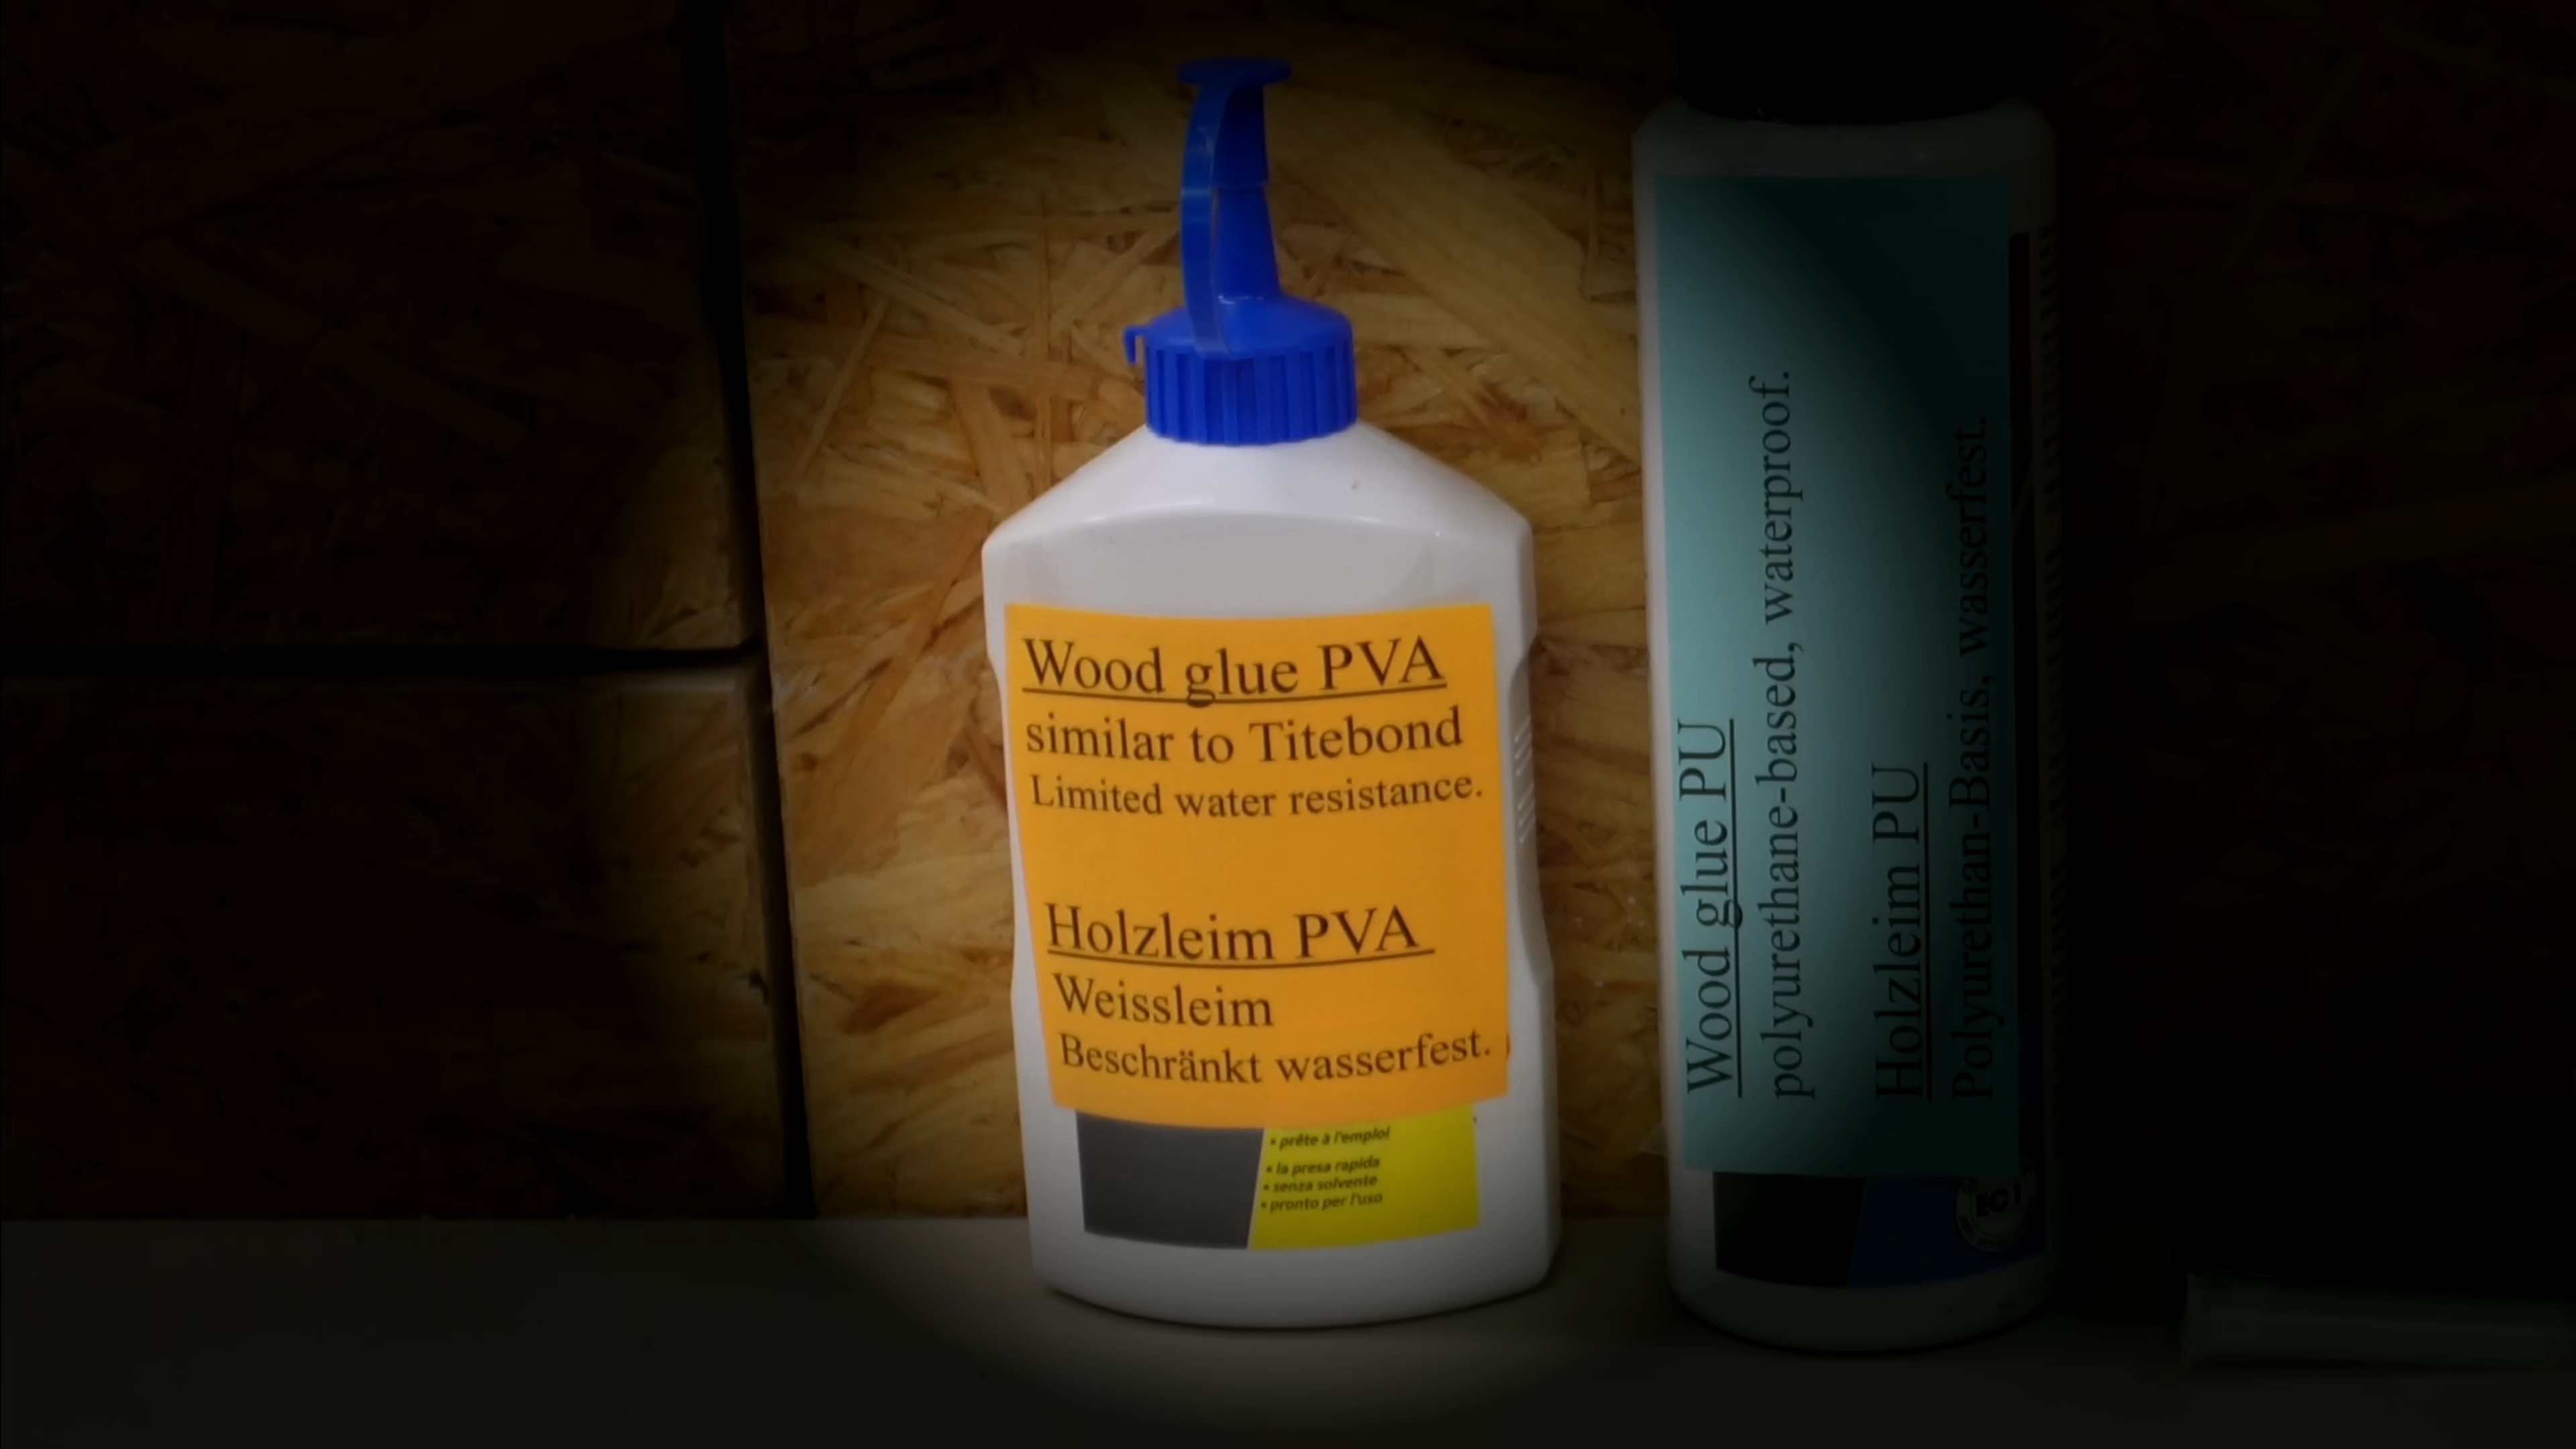 Wood glue PVA
similar to Titebond
Limited water resistance.
Holzleim PVA
Weissleim
Beschränkt wasserfest.
• prête à l'emploi
• la presa rapida
• senza solvente
• pronto per l'uso
Wood glue PU
polyurethane-based, waterproof.
Holzleim PU
Polyurethan-Basis, wasserfest.
EC1